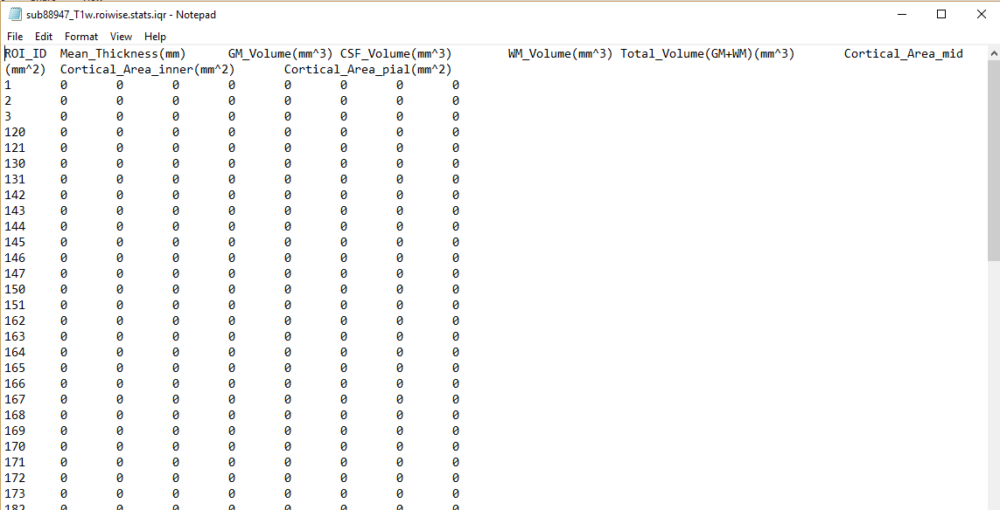 sub88947_T1w.roiwise.stats.iqr - Notepad
File Edit Format View Help
ROI_ID Mean_Thickness(mm) GM_Volume(mm^3) CSF_Volume(mm^3) WM_Volume(mm^3) Total_Volume(GM+WM)(mm^3) Cortical_Area_mid
(mm^2) Cortical_Area_inner(mm^2) Cortical_Area_pial(mm^2)
1 0 0 0 0 0 0 0 0
2 0 0 0 0 0 0 0 0
3 0 0 0 0 0 0 0 0
120 0 0 0 0 0 0 0 0
121 0 0 0 0 0 0 0 0
130 0 0 0 0 0 0 0 0
131 0 0 0 0 0 0 0 0
142 0 0 0 0 0 0 0 0
143 0 0 0 0 0 0 0 0
144 0 0 0 0 0 0 0 0
145 0 0 0 0 0 0 0 0
146 0 0 0 0 0 0 0 0
147 0 0 0 0 0 0 0 0
150 0 0 0 0 0 0 0 0
151 0 0 0 0 0 0 0 0
162 0 0 0 0 0 0 0 0
163 0 0 0 0 0 0 0 0
164 0 0 0 0 0 0 0 0
165 0 0 0 0 0 0 0 0
166 0 0 0 0 0 0 0 0
167 0 0 0 0 0 0 0 0
168 0 0 0 0 0 0 0 0
169 0 0 0 0 0 0 0 0
170 0 0 0 0 0 0 0 0
171 0 0 0 0 0 0 0 0
172 0 0 0 0 0 0 0 0
173 0 0 0 0 0 0 0 0
182 0 0 0 0 0 0 0 0